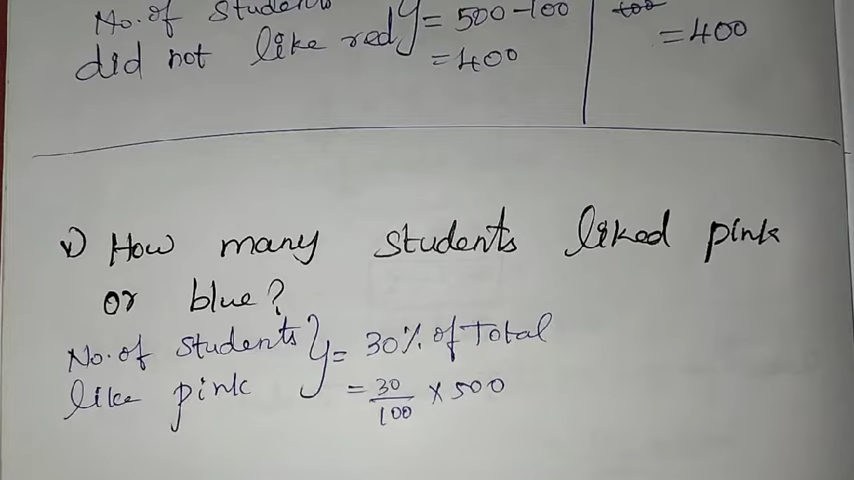 No. of students } = 500 - 100
did not like red = 400
100
= 400
v) How many students liked pink
or blue?
No. of students } = 30% of Total
like pink = 30/100 × 500